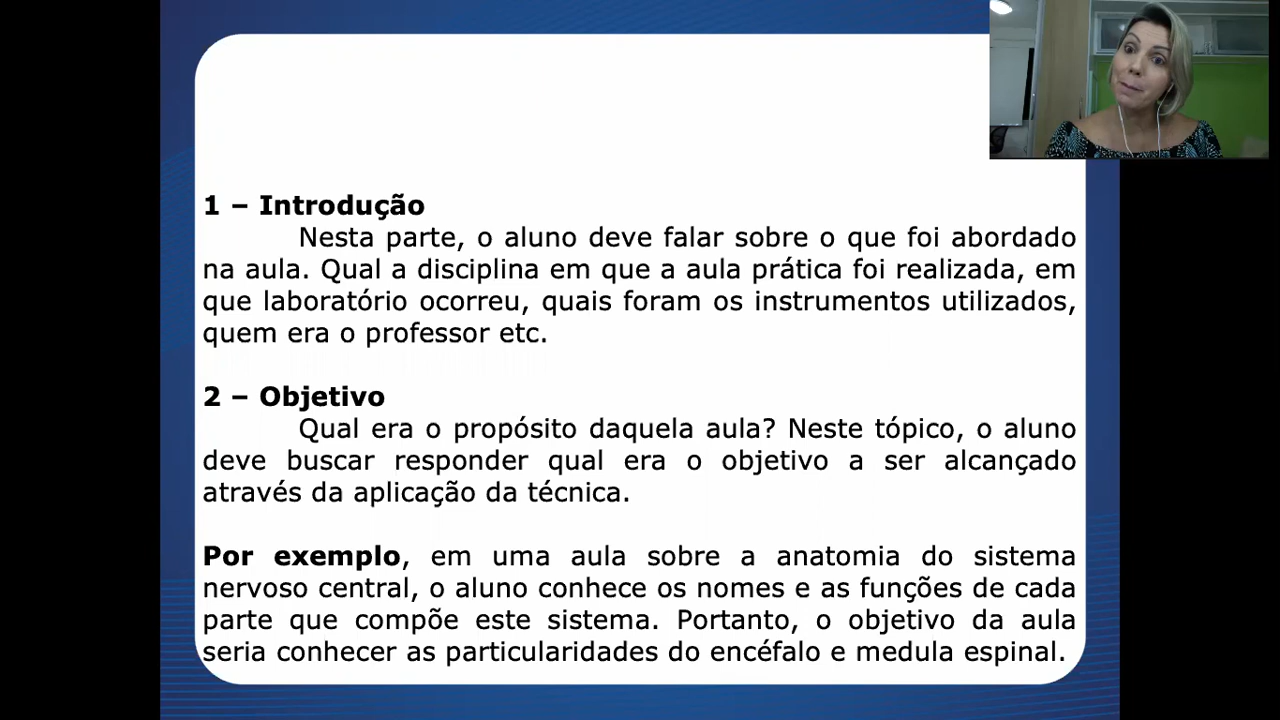 1 – Introdução
Nesta parte, o aluno deve falar sobre o que foi abordado
na aula. Qual a disciplina em que a aula prática foi realizada, em
que laboratório ocorreu, quais foram os instrumentos utilizados,
quem era o professor etc.
2 – Objetivo
Qual era o propósito daquela aula? Neste tópico, o aluno
deve buscar responder qual era o objetivo a ser alcançado
através da aplicação da técnica.
Por exemplo, em uma aula sobre a anatomia do sistema
nervoso central, o aluno conhece os nomes e as funções de cada
parte que compõe este sistema. Portanto, o objetivo da aula
seria conhecer as particularidades do encéfalo e medula espinal.